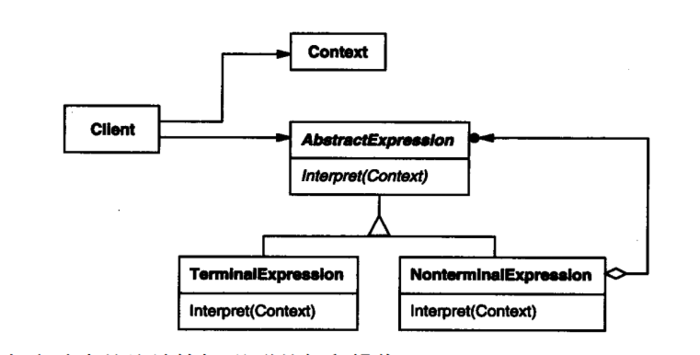 Context
Client
AbstractExpression
Interpret(Context)
TerminalExpression
NonterminalExpression
Interpret(Context)
Interpret(Context)